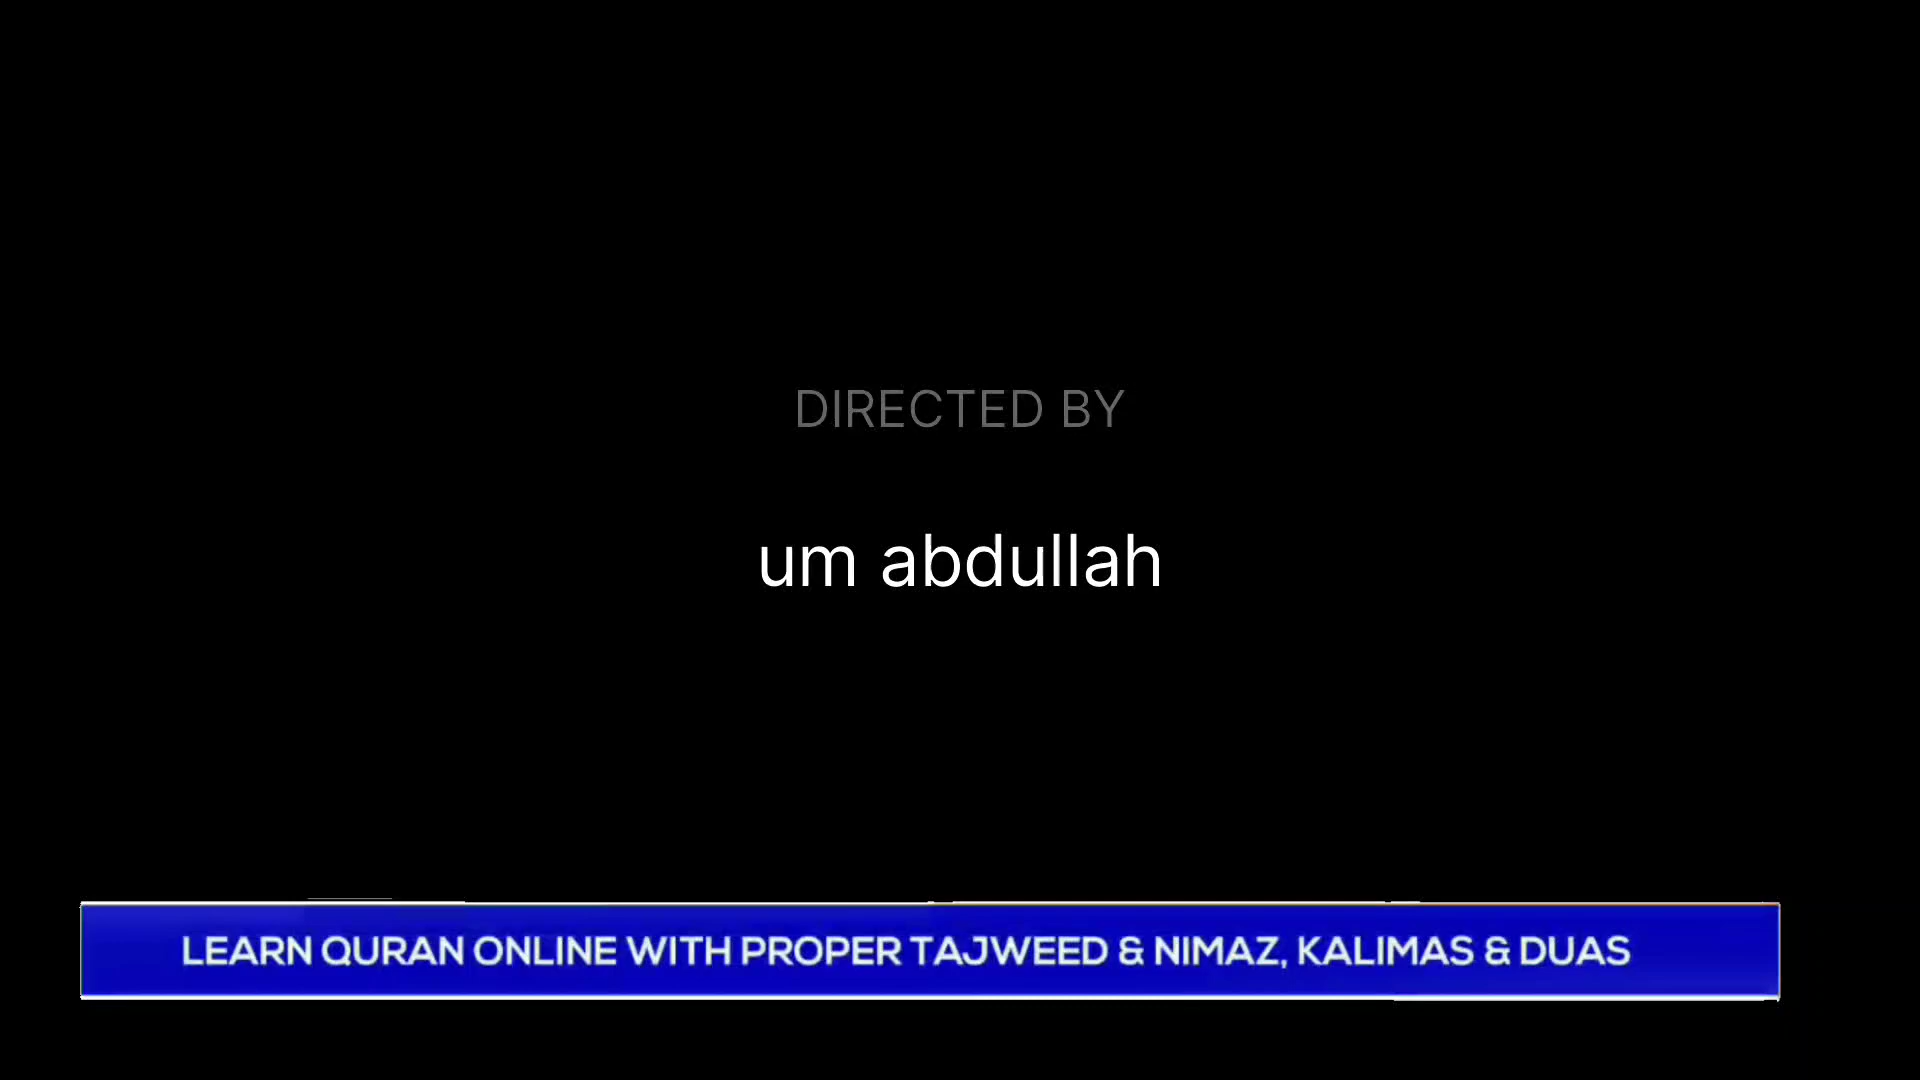 DIRECTED BY
um abdullah
LEARN QURAN ONLINE WITH PROPER TAJWEED & NIMAZ, KALIMAS & DUAS